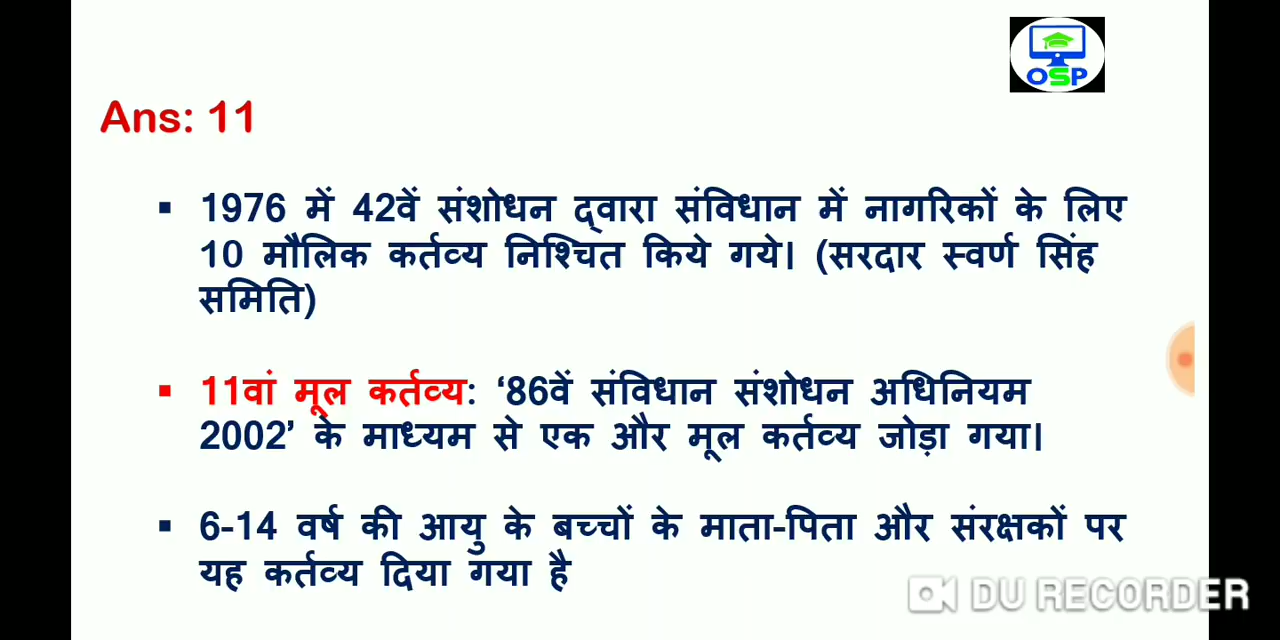 OSP
Ans: 11
▪ 1976 में 42वें संशोधन द्वारा संविधान में नागरिकों के लिए
10 मौलिक कर्तव्य निश्चित किये गये। (सरदार स्वर्ण सिंह
समिति)
▪ 11वां मूल कर्तव्य: ‘86वें संविधान संशोधन अधिनियम
2002’ के माध्यम से एक और मूल कर्तव्य जोड़ा गया।
▪ 6-14 वर्ष की आयु के बच्चों के माता-पिता और संरक्षकों पर
यह कर्तव्य दिया गया है
DU RECORDER